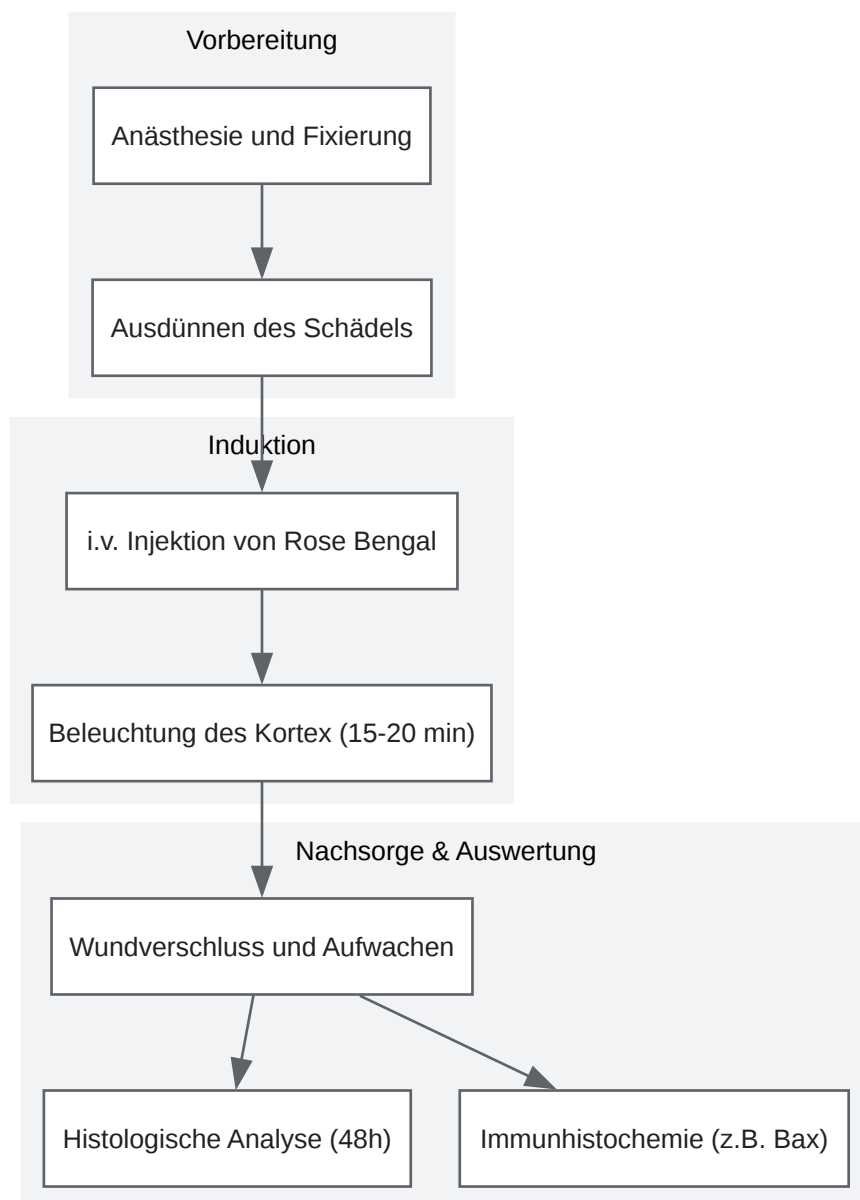 Vorbereitung
Anästhesie und Fixierung
Ausdünnen des Schädels
Induktion
i.v. Injektion von Rose Bengal
Beleuchtung des Kortex (15-20 min)
Nachsorge & Auswertung
Wundverschluss und Aufwachen
Histologische Analyse (48h)
Immunhistochemie (z.B. Bax)